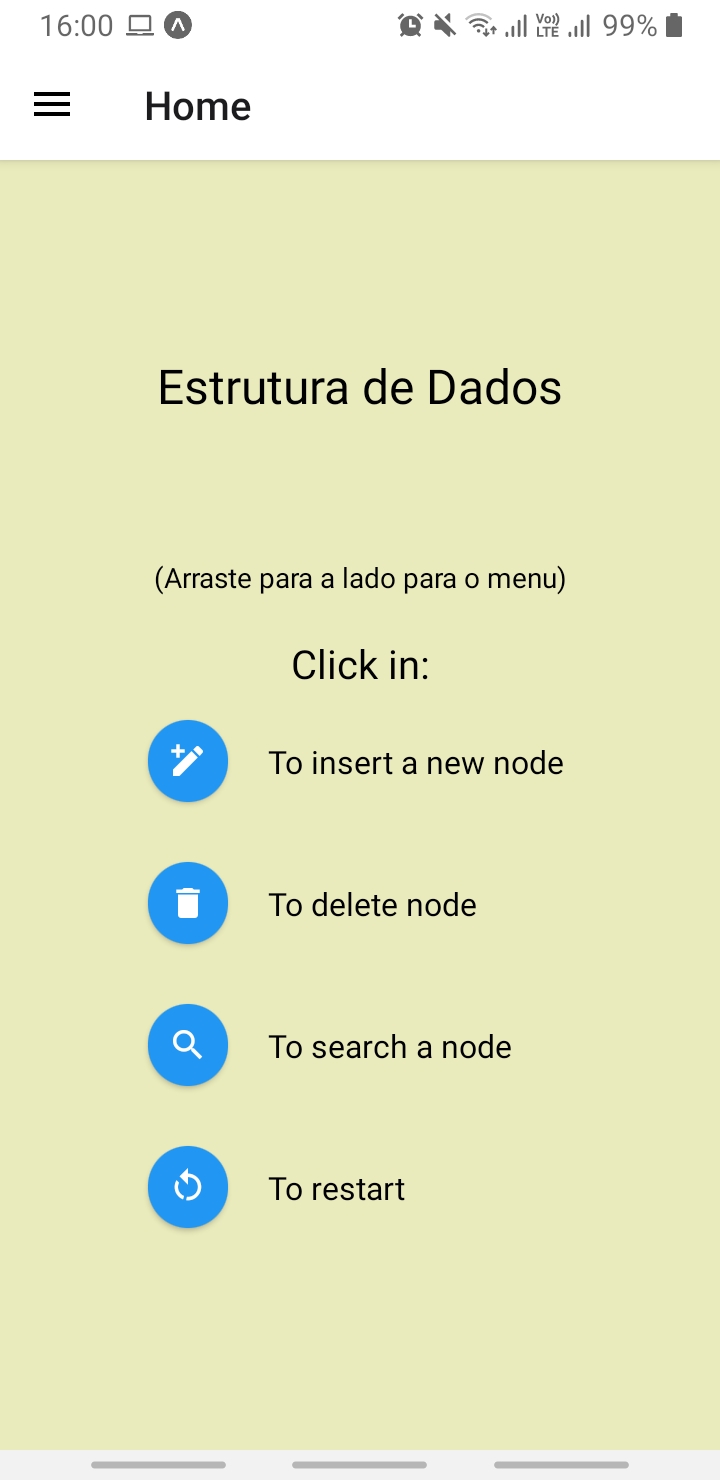 16:00 Vo)) LTE 99%
Home
Estrutura de Dados
(Arraste para a lado para o menu)
Click in:
To insert a new node
To delete node
To search a node
To restart